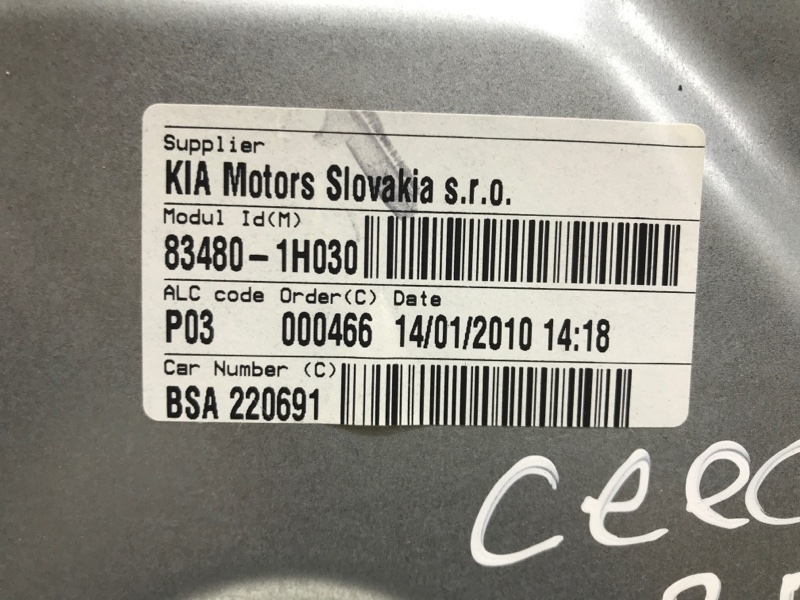 Supplier
KIA Motors Slovakia s.r.o.
Modul Id(M)
83480-1H030
ALC code Order(C) Date
P03 000466 14/01/2010 14:18
Car Number (C)
BSA 220691